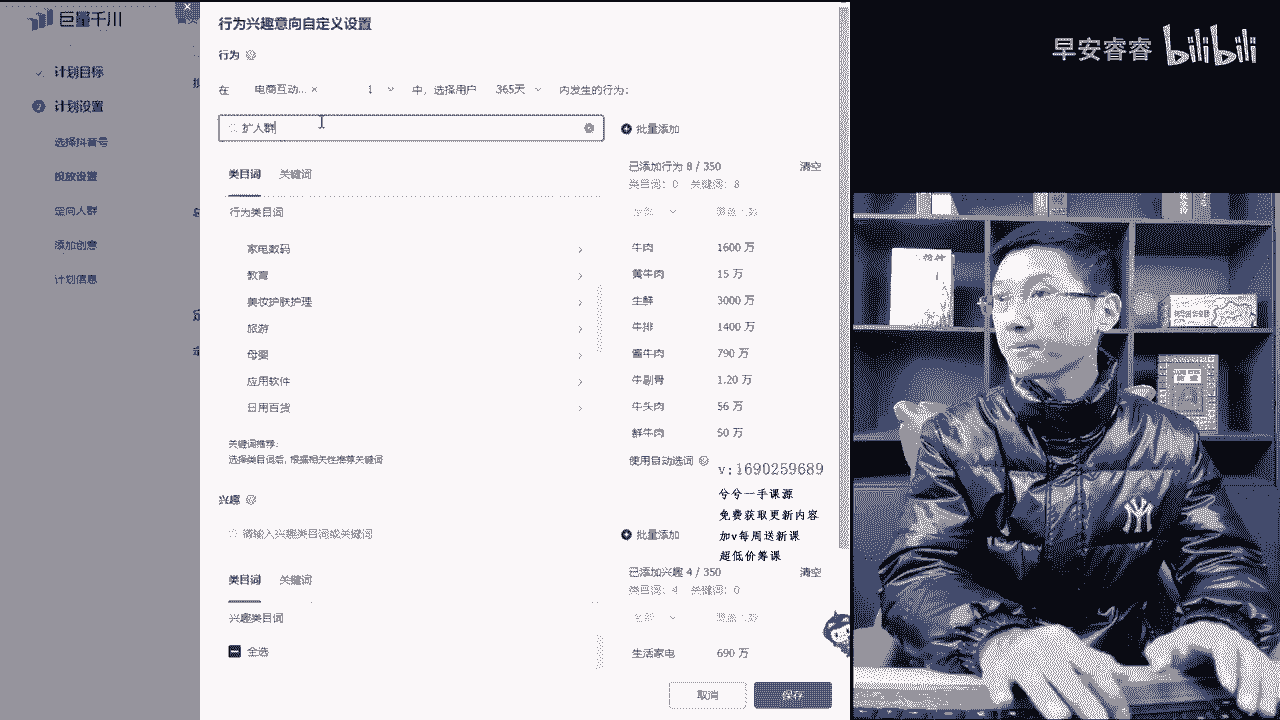 巨量千川
计划目标
计划设置
选择抖音号
投放设置
定向人群
添加创意
计划信息
行为兴趣意向自定义设置
行为
在 电商互动... × 1 中，选择用户 365天 内发生的行为：
扩人群
批量添加
类目词 关键词
已添加行为 8 / 350 清空
类目词：0 关键词：8
行为类目词
家电数码
教育
美妆护肤护理
旅游
母婴
应用软件
日用百货
牛肉 1600 万
黄牛肉 15 万
生鲜 3000 万
牛排 1400 万
酱牛肉 790 万
牛副骨 1.20 万
牛头肉 56 万
鲜牛肉 50 万
关键词推荐：
选择类目词后, 根据相关性推荐关键词
使用自动选词
兴趣
请输入兴趣类目词或关键词
批量添加
类目词 关键词
已添加兴趣 4 / 350 清空
关键词：0
兴趣类目词
全选
生活家电 690 万
取消 保存
v:1690259689
兮兮一手课源
免费获取更新内容
加v每周送新课
超低价筹课
早安睿睿 bilibili
NY